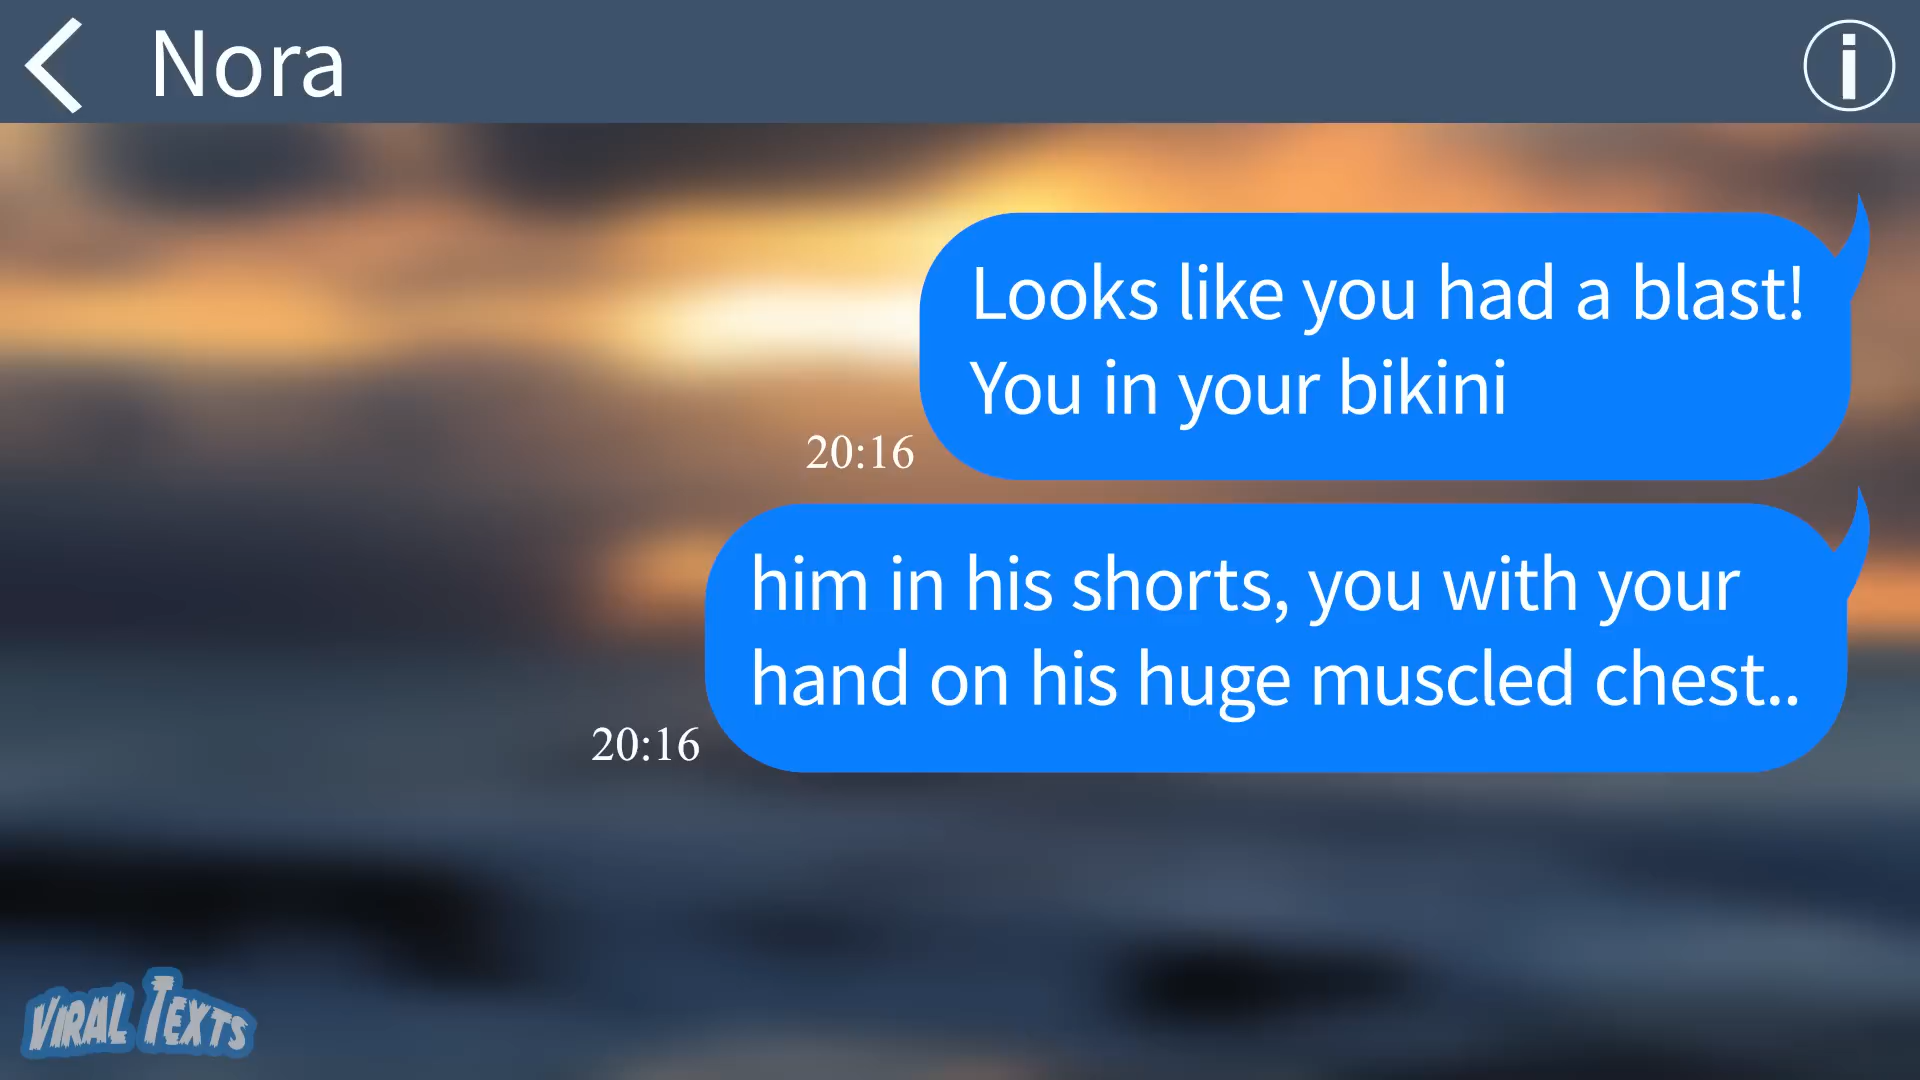 Nora
Looks like you had a blast!
You in your bikini
20:16
him in his shorts, you with your
hand on his huge muscled chest..
20:16
VIRAL TEXTS